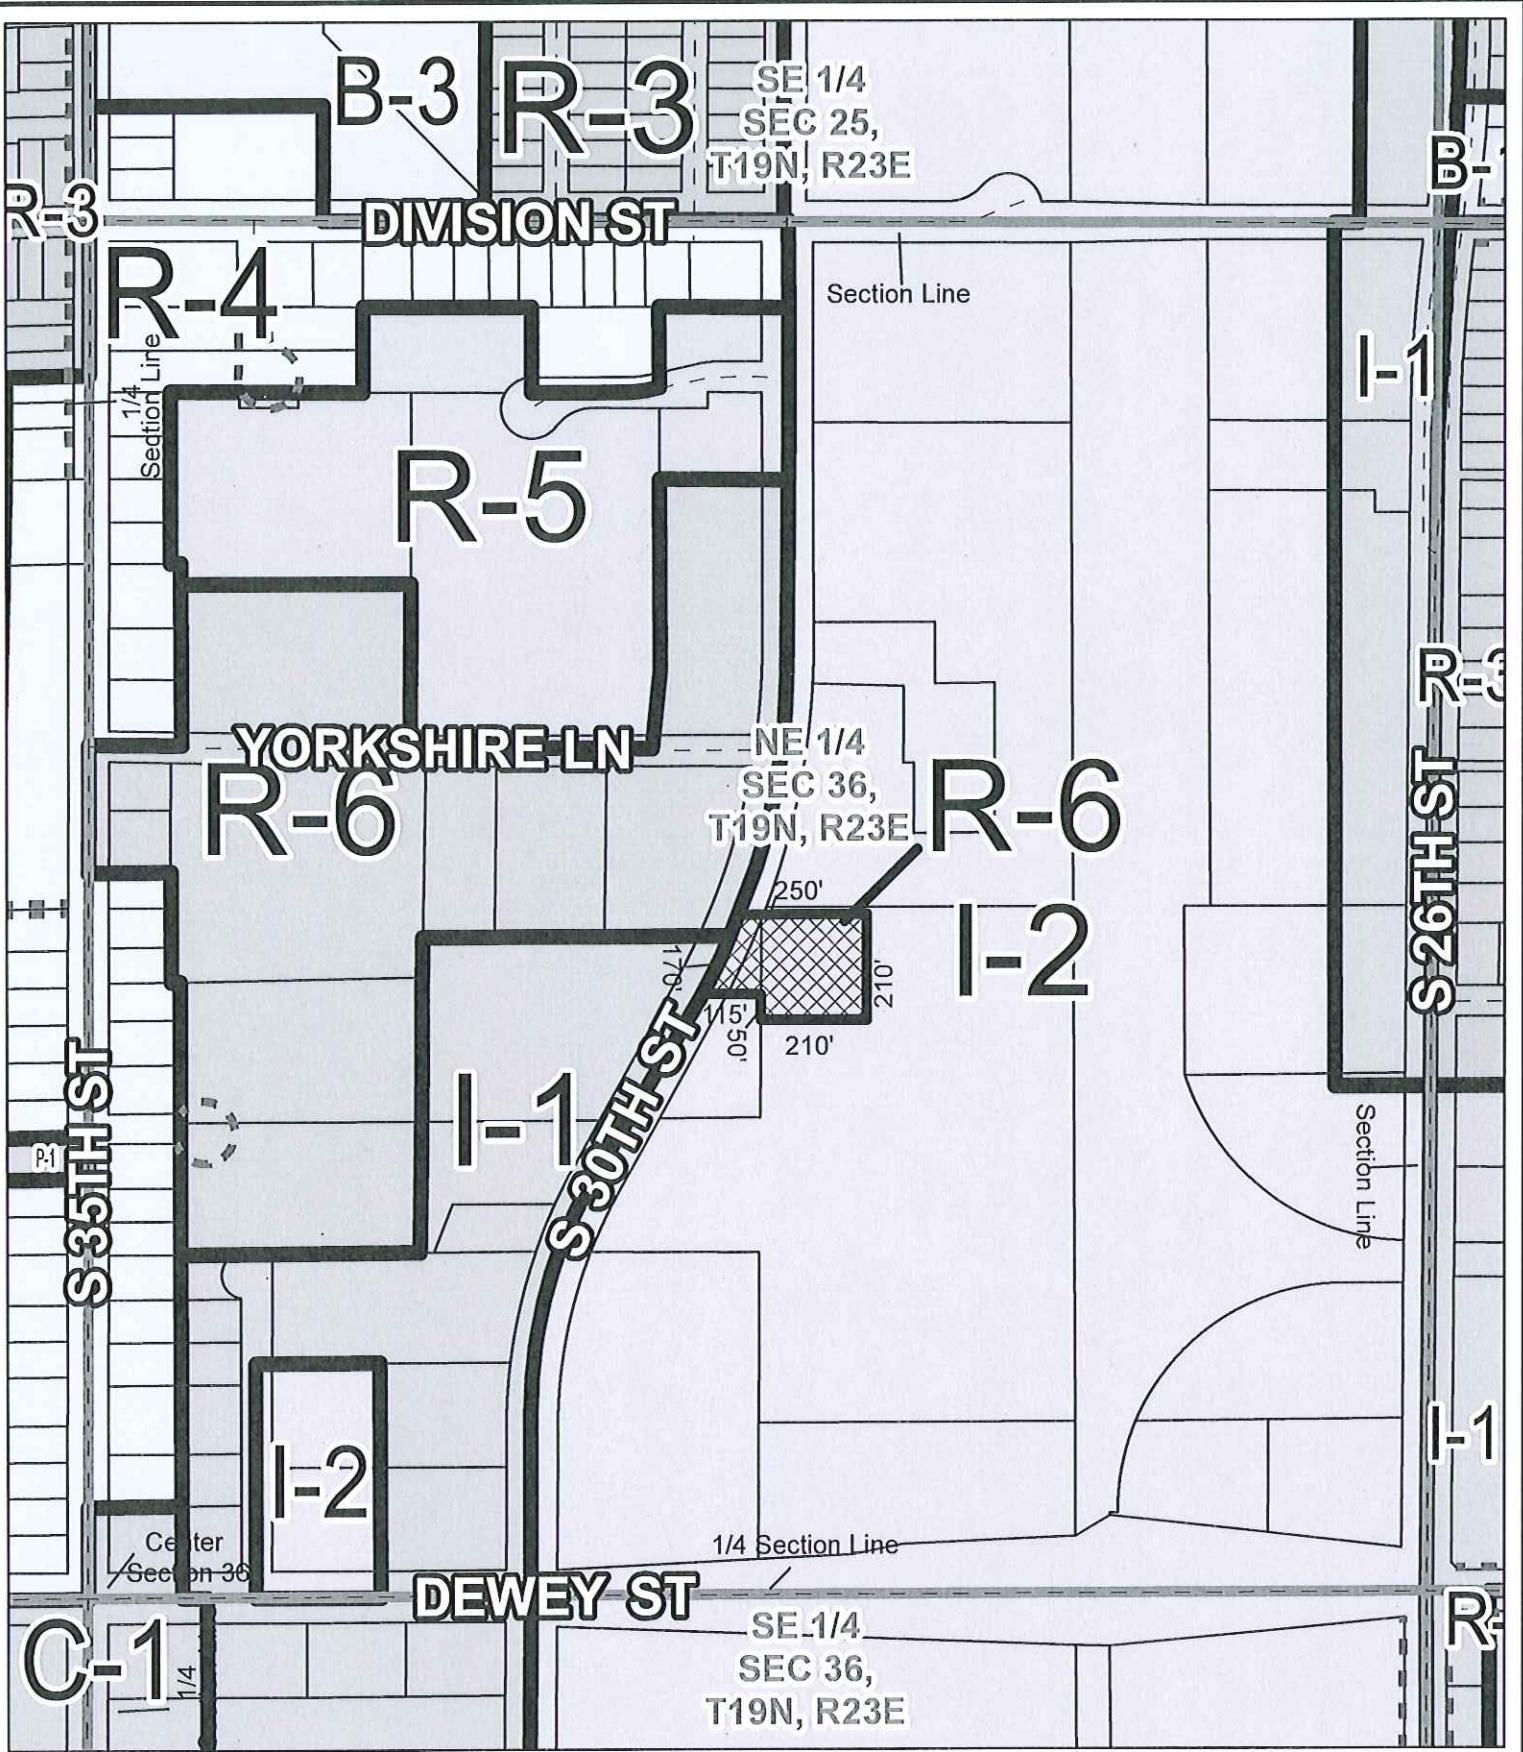 B-3
R-3
SE 1/4
SEC 25,
T19N, R23E
B-
R-3
DIVISION ST
R-4
Section Line
1/4
Section Line
I-1
R-5
R-3
YORKSHIRE LN
NE 1/4
SEC 36,
T19N, R23E
R-6
R-6
S 26TH ST
250'
I-2
170'
210'
115'
50'
210'
S 35TH ST
I-1
S 30TH ST
P-1
Section Line
I-1
I-2
Center
Section 36
1/4 Section Line
DEWEY ST
R-
C-1
1/4
SE 1/4
SEC 36,
T19N, R23E